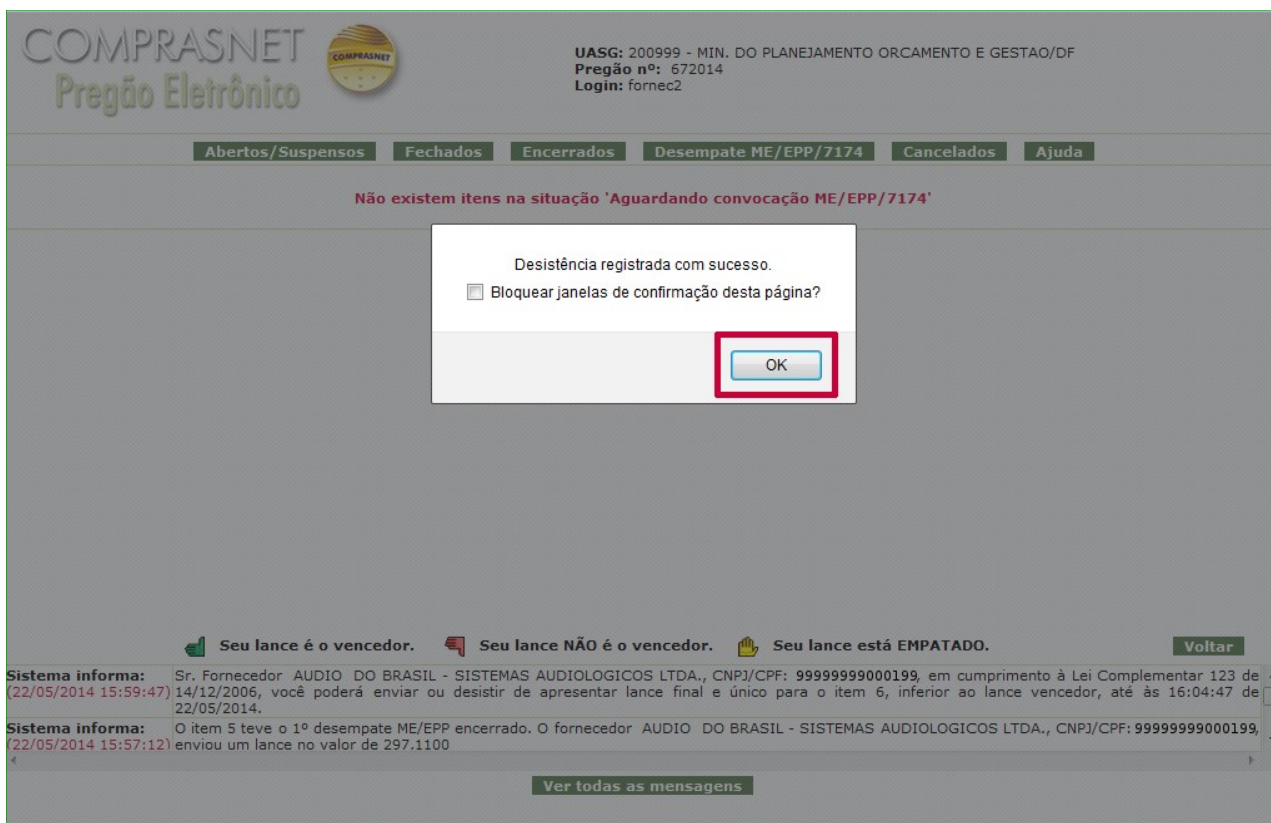 COMPRASNET
Pregão Eletrônico
COMPRASNET
UASG: 200999 - MIN. DO PLANEJAMENTO ORCAMENTO E GESTAO/DF
Pregão nº: 672014
Login: fornec2
Abertos/Suspensos Fechados Encerrados Desempate ME/EPP/7174 Cancelados Ajuda
Não existem itens na situação 'Aguardando convocação ME/EPP/7174'
Desistência registrada com sucesso.
Bloquear janelas de confirmação desta página?
OK
Seu lance é o vencedor. Seu lance NÃO é o vencedor. Seu lance está EMPATADO. Voltar
Sistema informa: Sr. Fornecedor AUDIO DO BRASIL - SISTEMAS AUDIOLOGICOS LTDA., CNPJ/CPF: 99999999000199, em cumprimento à Lei Complementar 123 de
(22/05/2014 15:59:47) 14/12/2006, você poderá enviar ou desistir de apresentar lance final e único para o item 6, inferior ao lance vencedor, até às 16:04:47 de
22/05/2014.
Sistema informa: O item 5 teve o 1º desempate ME/EPP encerrado. O fornecedor AUDIO DO BRASIL - SISTEMAS AUDIOLOGICOS LTDA., CNPJ/CPF: 99999999000199,
(22/05/2014 15:57:12) enviou um lance no valor de 297.1100
Ver todas as mensagens